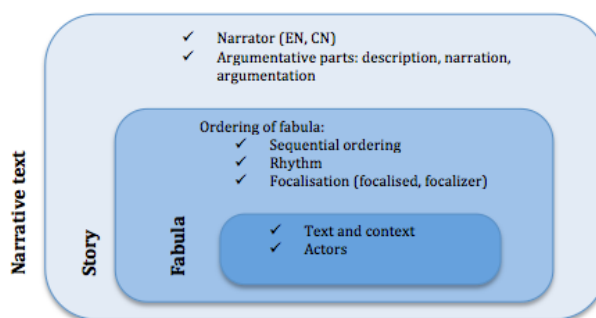 ✓ Narrator (EN, CN)
✓ Argumentative parts: description, narration,
argumentation
Ordering of fabula:
✓ Sequential ordering
✓ Rhythm
✓ Focalisation (focalised, focalizer)
✓ Text and context
✓ Actors
Narrative text
Story
Fabula